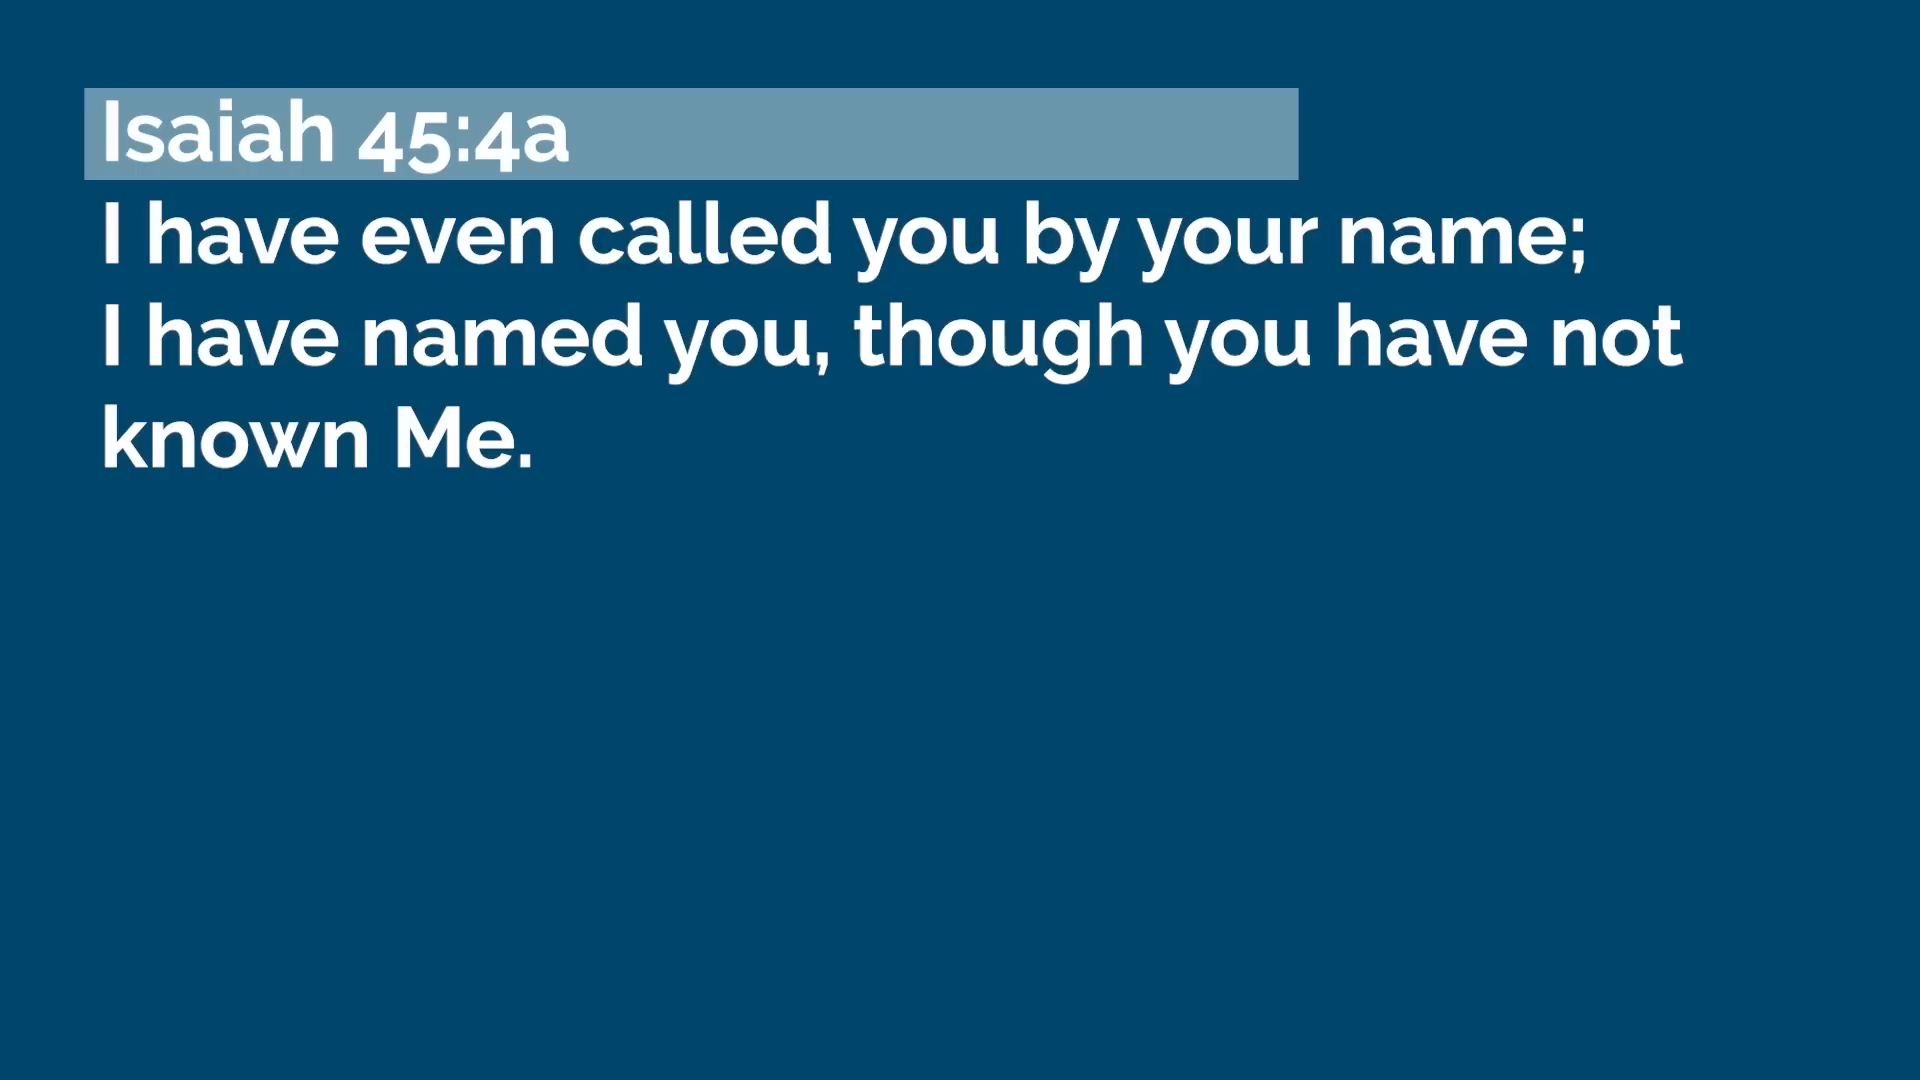 Isaiah 45:4a
I have even called you by your name;
I have named you, though you have not
known Me.